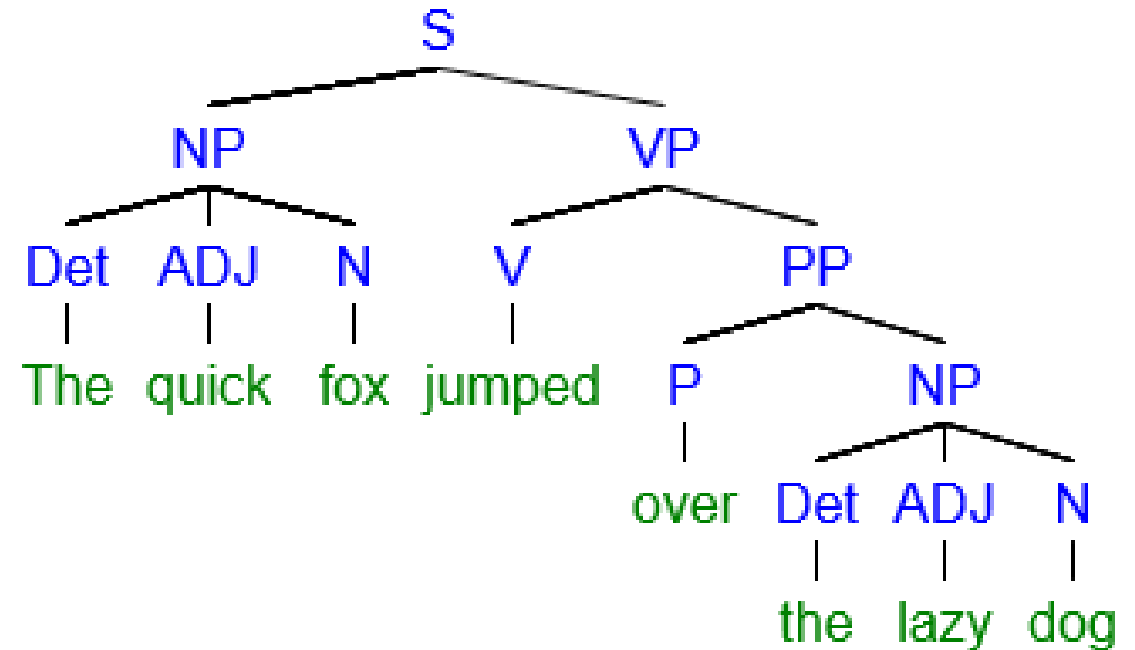 S
NP VP
Det ADJ N V PP
The quick fox jumped P NP
over Det ADJ N
the lazy dog